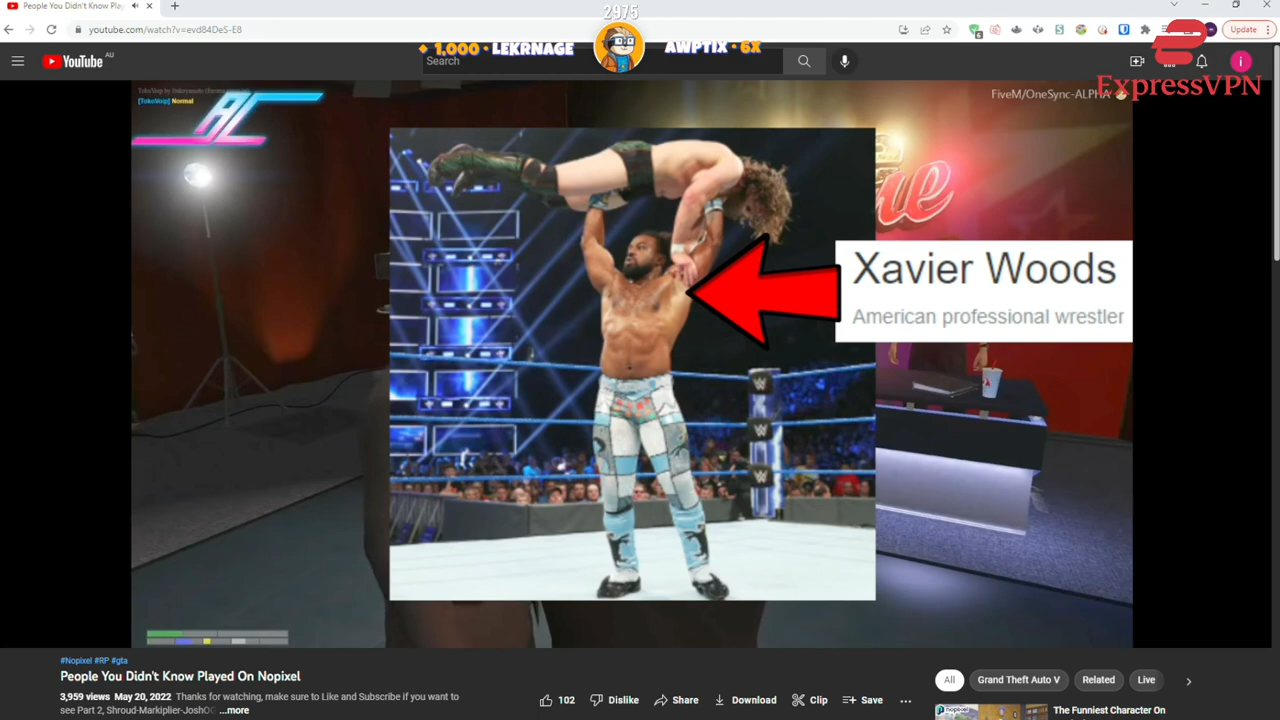 People You Didn't Know Play
2975
youtube.com/watch?v=evd84DeS-E8
Update
1,000 · LEKRNAGE
AWPTIX · 6X
YouTube
AU
Search
ExpressVPN
[TokoVoip] Normal
FiveM/OneSync-ALPHA
Xavier Woods
American professional wrestler
#Nopixel #RP #gta
People You Didn't Know Played On Nopixel
3,959 views May 20, 2022 Thanks for watching, make sure to Like and Subscribe if you want to
see Part 2, Shroud-Markiplier-JoshOG ...more
102 Dislike Share Download Clip Save
All Grand Theft Auto V Related Live
The Funniest Character On